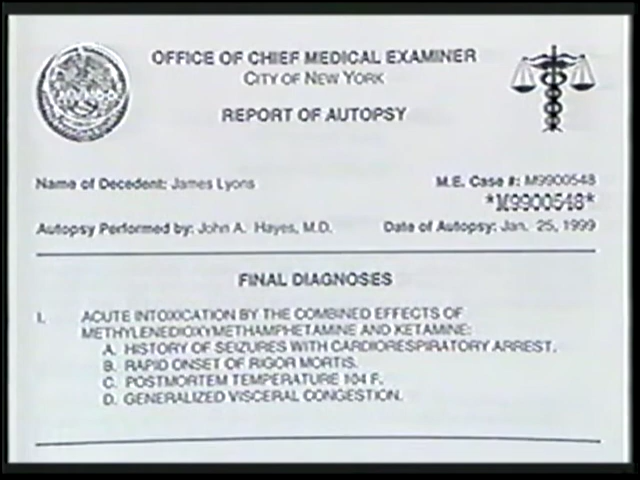 OFFICE OF CHIEF MEDICAL EXAMINER
CITY OF NEW YORK
REPORT OF AUTOPSY
Name of Decedent: James Lyons
M.E. Case #: M9900548
*M9900548*
Autopsy Performed by: John A. Hayes, M.D.
Date of Autopsy: Jan. 25, 1999
FINAL DIAGNOSES
I. ACUTE INTOXICATION BY THE COMBINED EFFECTS OF
METHYLENEDIOXYMETHAMPHETAMINE AND KETAMINE:
A. HISTORY OF SEIZURES WITH CARDIORESPIRATORY ARREST.
B. RAPID ONSET OF RIGOR MORTIS.
C. POSTMORTEM TEMPERATURE 104 F.
D. GENERALIZED VISCERAL CONGESTION.